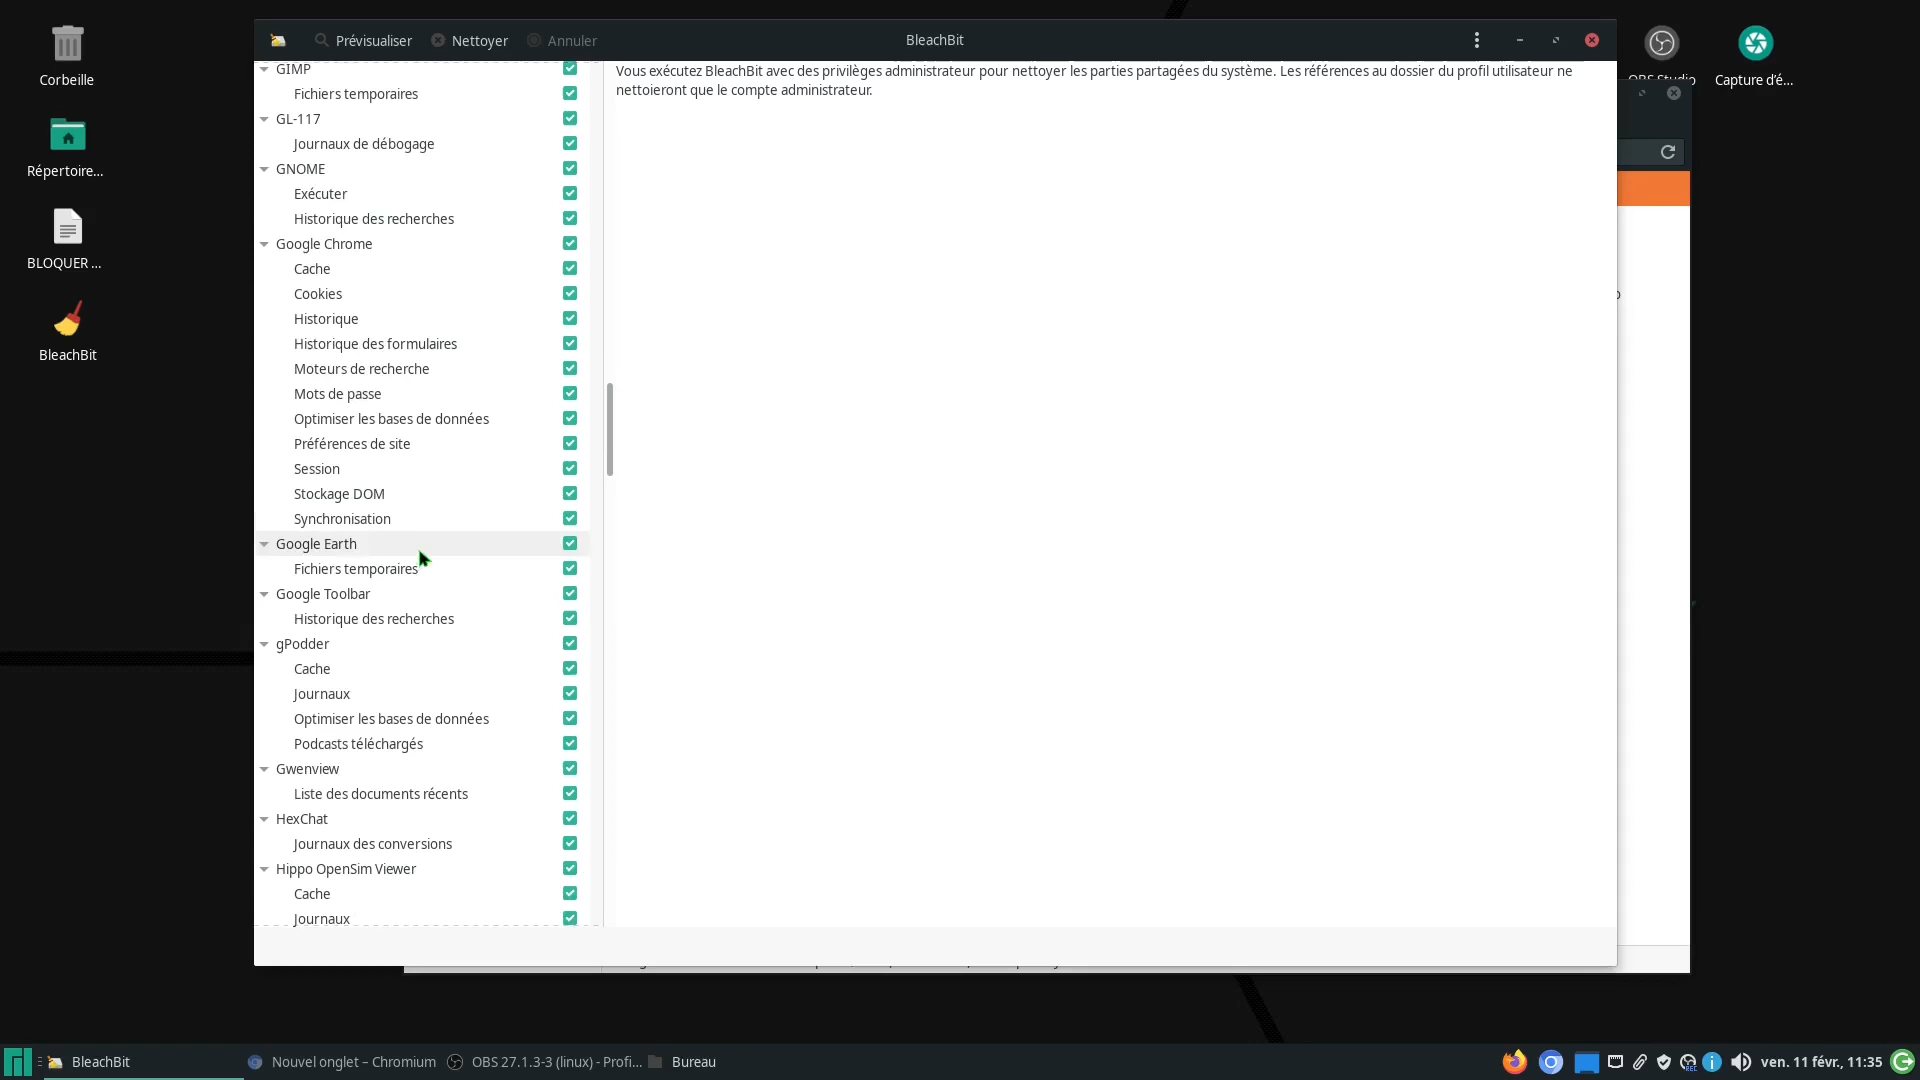 Corbeille
Répertoire...
BLOQUER ...
BleachBit
Prévisualiser
Nettoyer
Annuler
BleachBit
GIMP
Fichiers temporaires
GL-117
Journaux de débogage
GNOME
Exécuter
Historique des recherches
Google Chrome
Cache
Cookies
Historique
Historique des formulaires
Moteurs de recherche
Mots de passe
Optimiser les bases de données
Préférences de site
Session
Stockage DOM
Synchronisation
Google Earth
Fichiers temporaires
Google Toolbar
Historique des recherches
gPodder
Cache
Journaux
Optimiser les bases de données
Podcasts téléchargés
Gwenview
Liste des documents récents
HexChat
Journaux des conversions
Hippo OpenSim Viewer
Cache
Journaux
Vous exécutez BleachBit avec des privilèges administrateur pour nettoyer les parties partagées du système. Les références au dossier du profil utilisateur ne
nettoieront que le compte administrateur.
OBS Studio
Capture d'é...
BleachBit
Nouvel onglet – Chromium
OBS 27.1.3-3 (linux) - Profi...
Bureau
REC
ven. 11 févr., 11:35